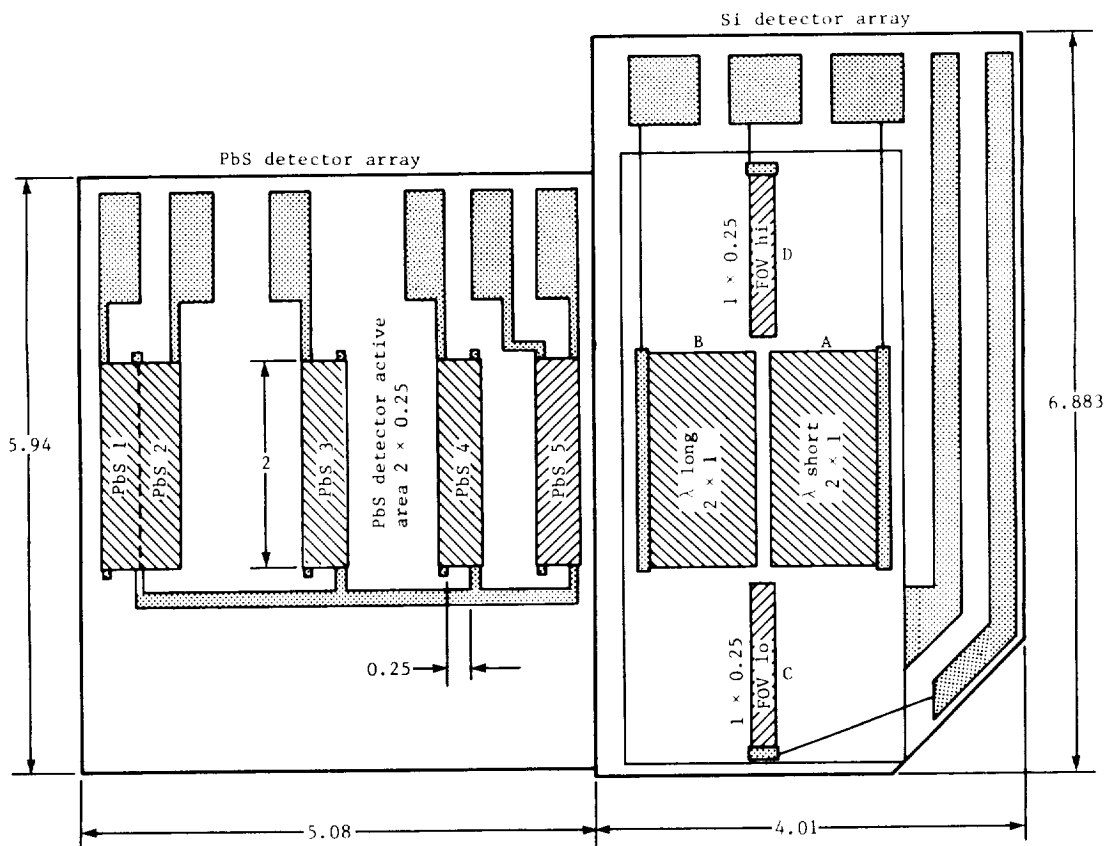 Si detector array
PbS detector array
1 × 0.25
FOV hi
D
5.94
PbS 1
PbS 2
2
PbS 3
PbS detector active
area 2 × 0.25
PbS 4
PbS 5
B
A
λ long
2 × 1
λ short
2 × 1
6.883
1 × 0.25
FOV lo
C
0.25
5.08
4.01